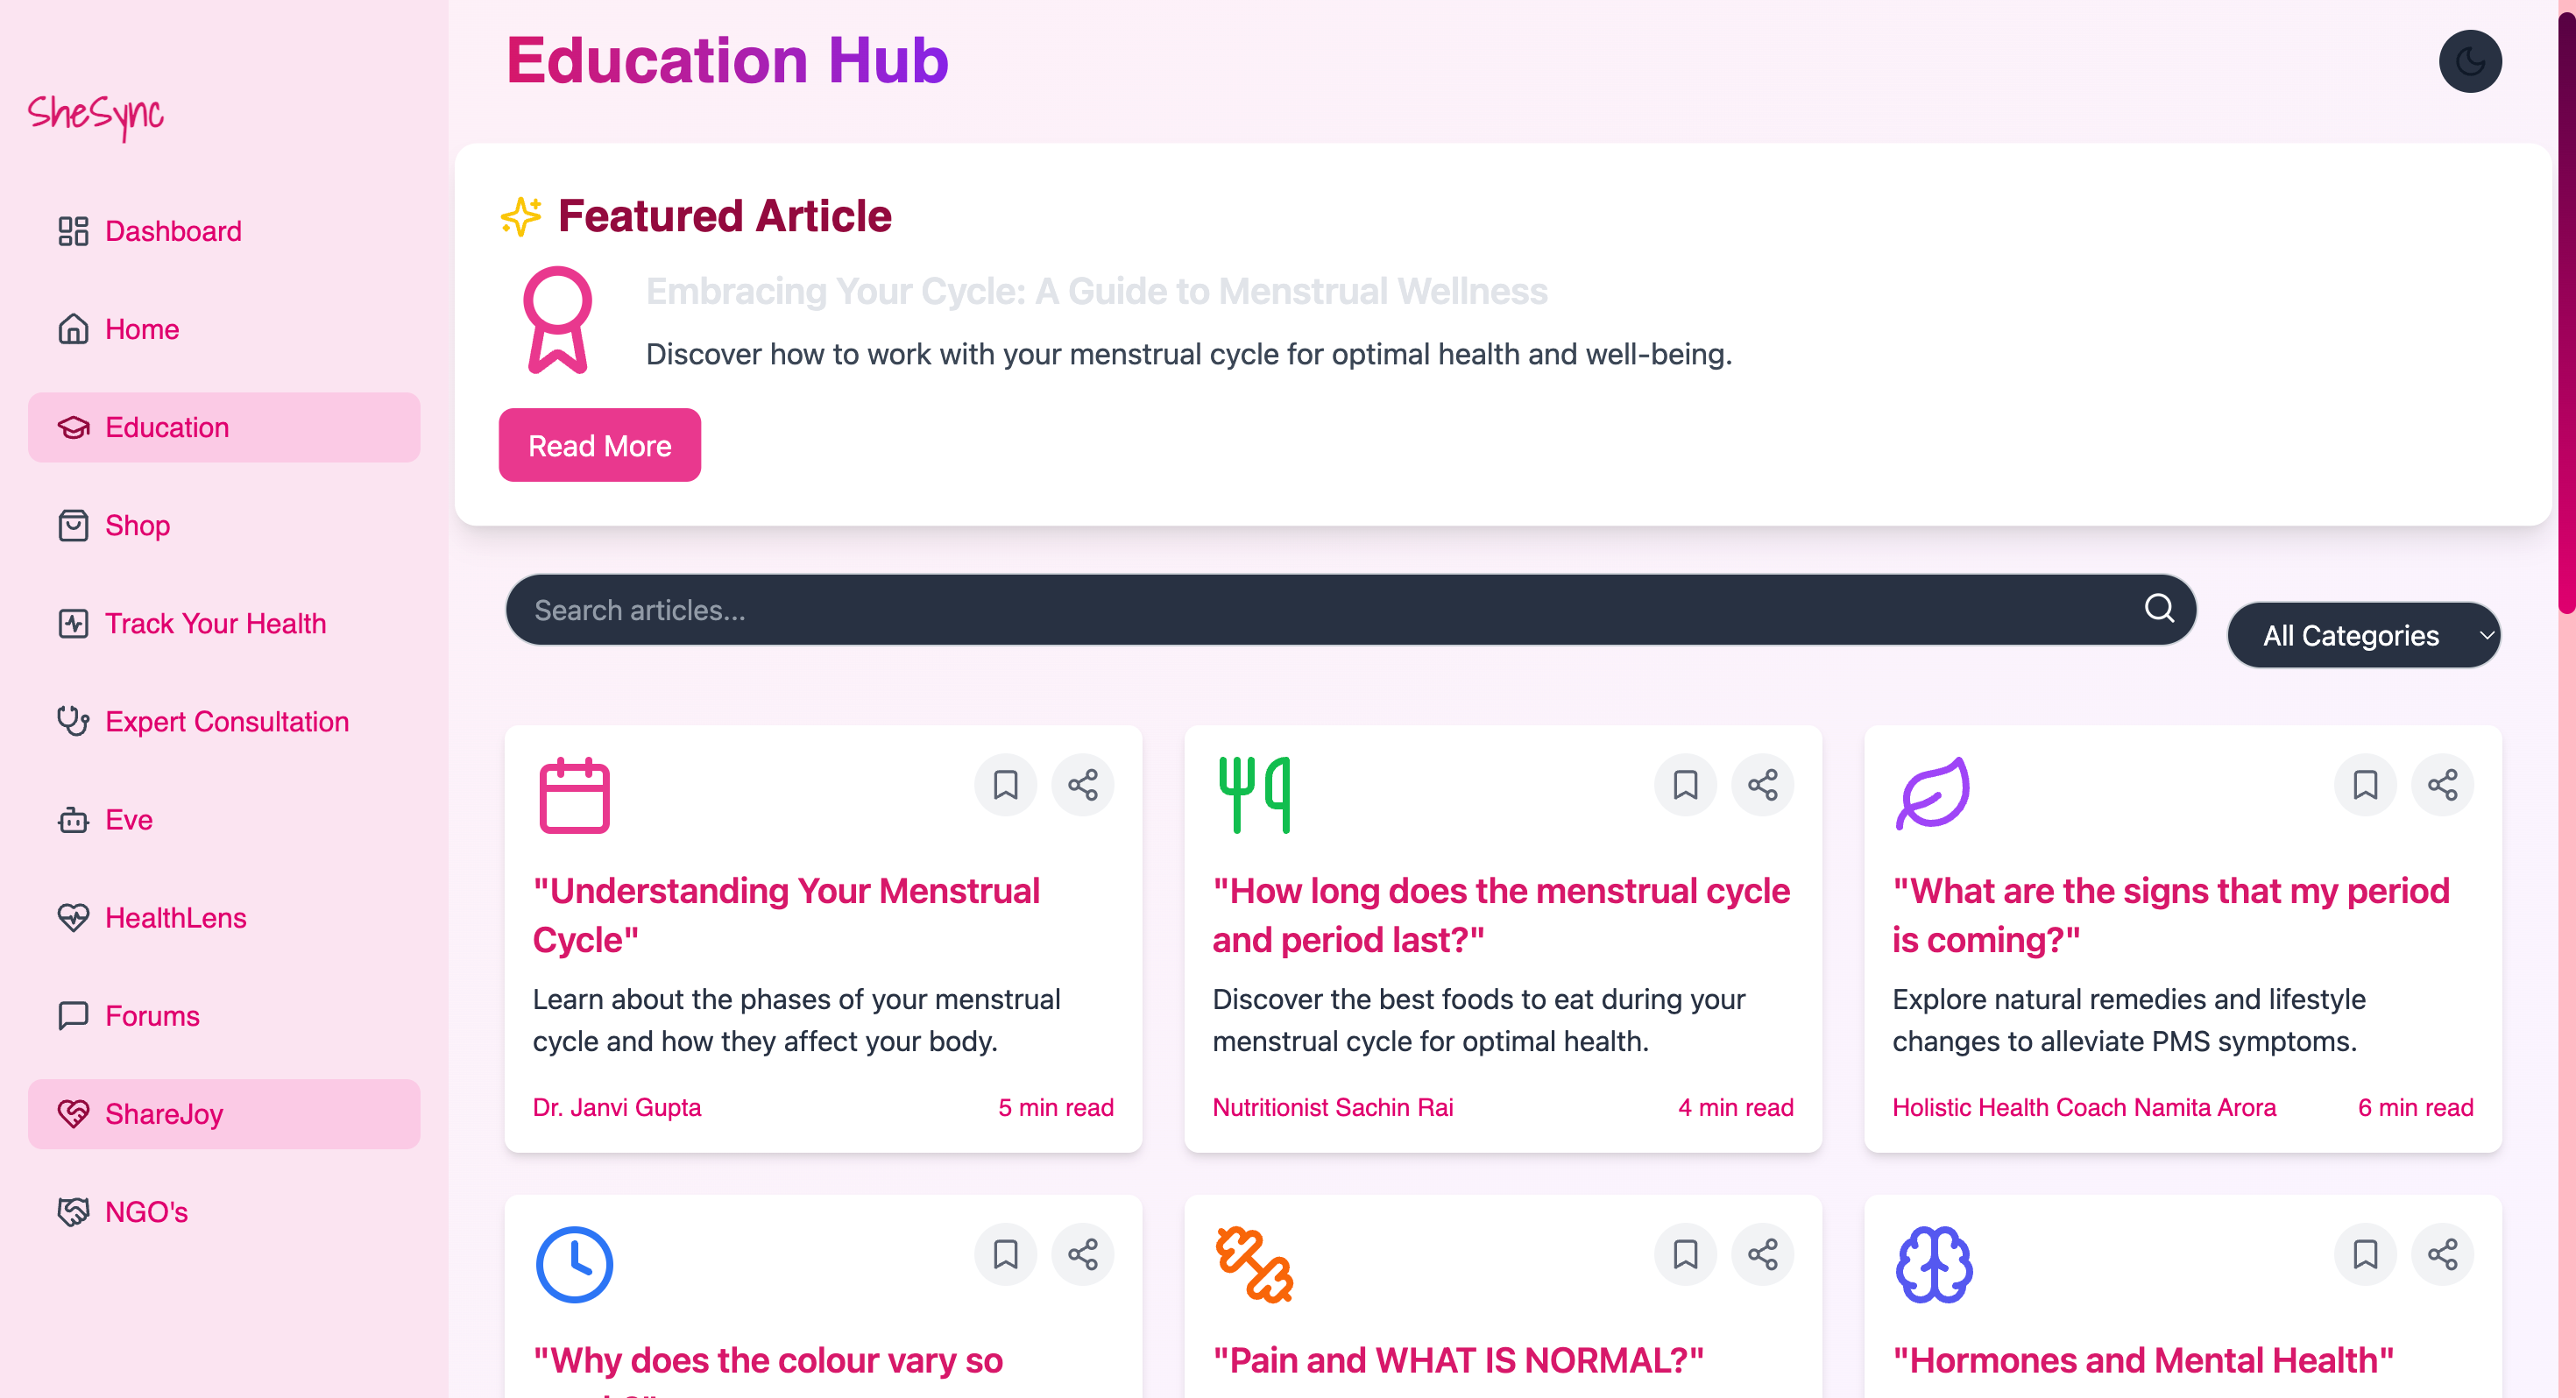 SheSync
Dashboard
Home
Education
Shop
Track Your Health
Expert Consultation
Eve
HealthLens
Forums
ShareJoy
NGO's
Education Hub
Featured Article
Embracing Your Cycle: A Guide to Menstrual Wellness
Discover how to work with your menstrual cycle for optimal health and well-being.
Read More
Search articles...
All Categories
"Understanding Your Menstrual
Cycle"
Learn about the phases of your menstrual
cycle and how they affect your body.
Dr. Janvi Gupta
5 min read
"How long does the menstrual cycle
and period last?"
Discover the best foods to eat during your
menstrual cycle for optimal health.
Nutritionist Sachin Rai
4 min read
"What are the signs that my period
is coming?"
Explore natural remedies and lifestyle
changes to alleviate PMS symptoms.
Holistic Health Coach Namita Arora
6 min read
"Why does the colour vary so
"Pain and WHAT IS NORMAL?"
"Hormones and Mental Health"